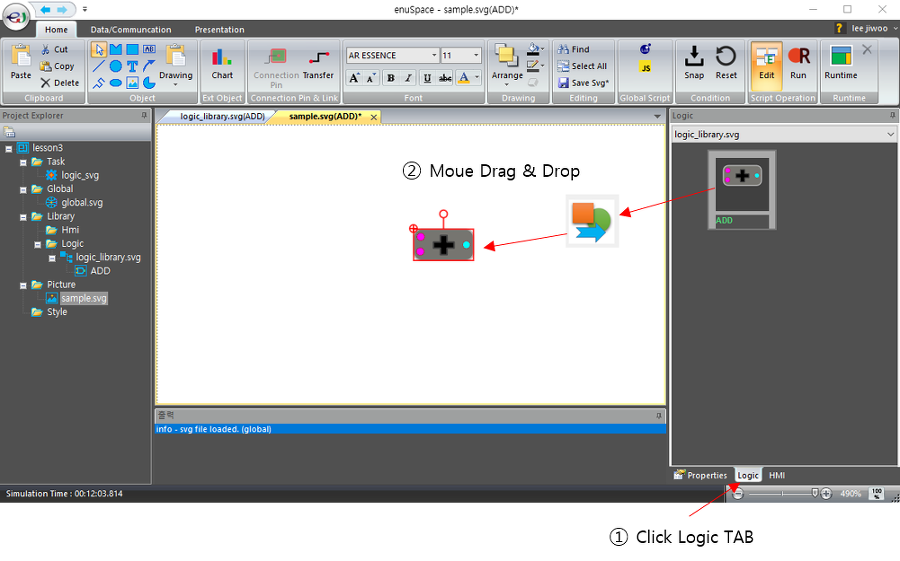 enuSpace - sample.svg(ADD)*
Home Data/Communcation Presentation ? lee jiwoo
Paste
Cut
Copy
Delete
Clipboard
AB
T
Drawing
Object
Chart
Ext Object
Connection Pin
Transfer
Connection Pin & Link
AR ESSENCE 11
A A B I U abc A
Font
Arrange
Drawing
Find
Select All
Save Svg*
Editing
JS
Global Script
Snap Reset
Condition
Edit Run
Script Operation
Runtime
Runtime
Project Explorer
lesson3
Task
logic_svg
Global
global.svg
Library
Hmi
Logic
logic_library.svg
ADD
Picture
sample.svg
Style
logic_library.svg(ADD) sample.svg(ADD)*
② Moue Drag & Drop
Logic
logic_library.svg
ADD
출력
info - svg file loaded. (global)
Properties Logic HMI
Simulation Time : 00:12:03.814
490% 100 %
① Click Logic TAB